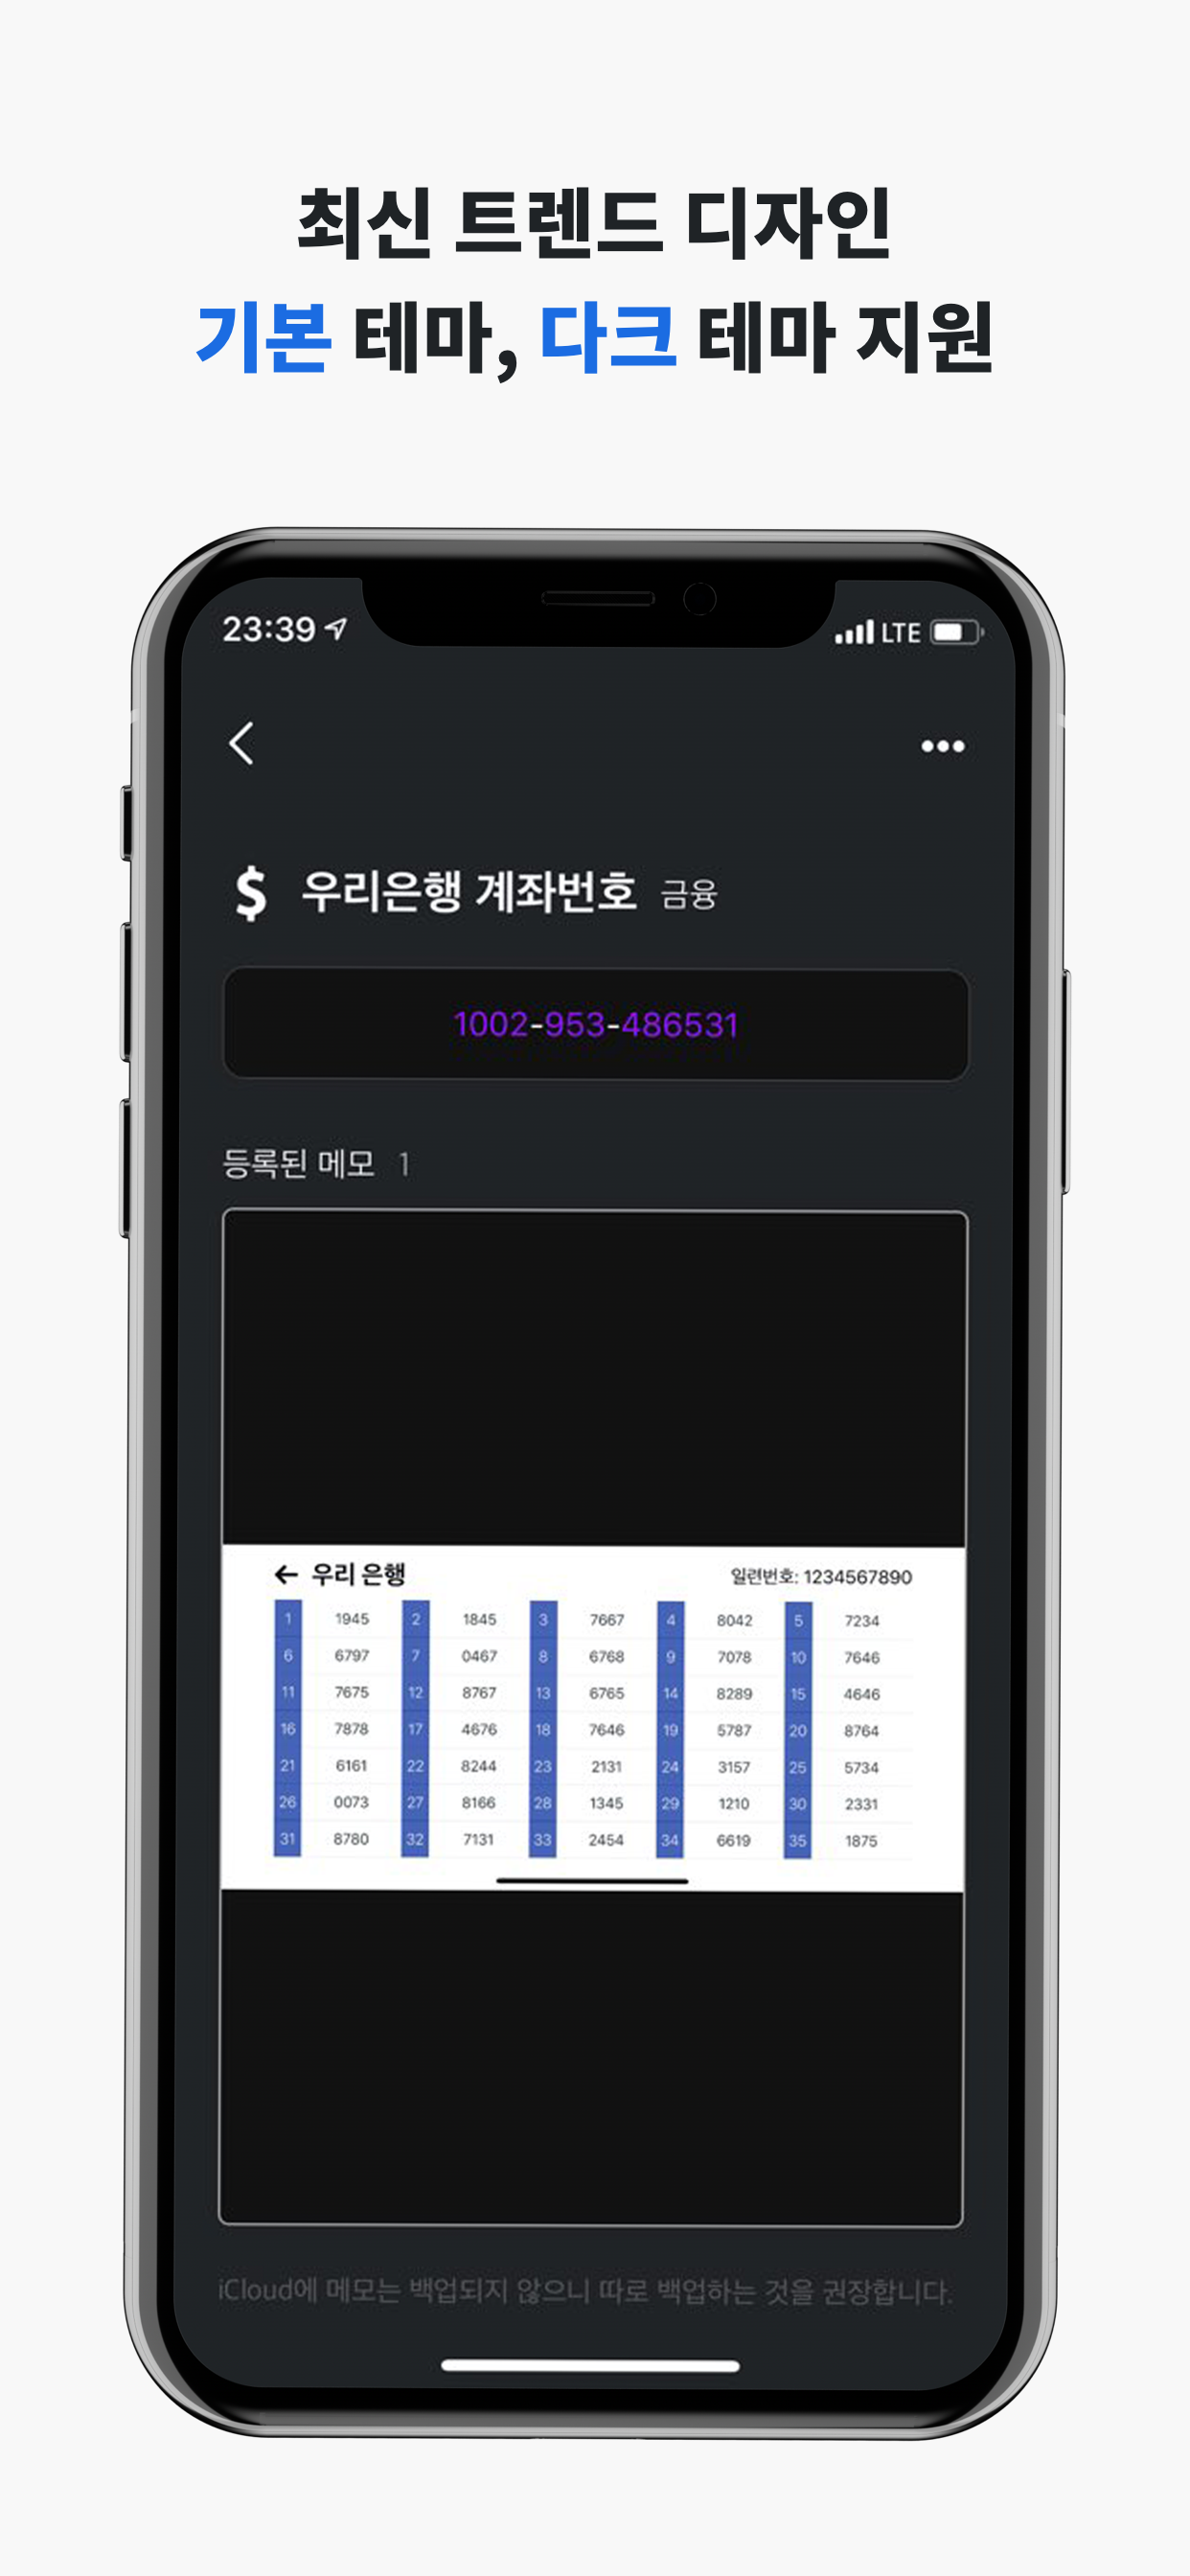 최신 트렌드 디자인
기본 테마, 다크 테마 지원
23:39 LTE
$ 우리은행 계좌번호 금융
1002-953-486531
등록된 메모 1
← 우리 은행 일련번호: 1234567890
1 1945 2 1845 3 7667 4 8042 5 7234
6 6797 7 0467 8 6768 9 7078 10 7646
11 7675 12 8767 13 6765 14 8289 15 4646
16 7878 17 4676 18 7646 19 5787 20 8764
21 6161 22 8244 23 2131 24 3157 25 5734
26 0073 27 8166 28 1345 29 1210 30 2331
31 8780 32 7131 33 2454 34 6619 35 1875
iCloud에 메모는 백업되지 않으니 따로 백업하는 것을 권장합니다.